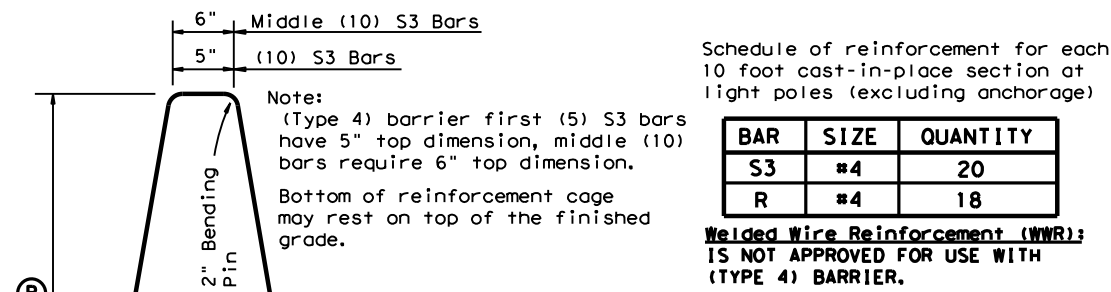 6" Middle (10) S3 Bars
5" (10) S3 Bars
Note:
(Type 4) barrier first (5) S3 bars
have 5" top dimension, middle (10)
bars require 6" top dimension.
Bottom of reinforcement cage
may rest on top of the finished
grade.
2" Bending
Pin
B
Schedule of reinforcement for each
10 foot cast-in-place section at
light poles (excluding anchorage)
BAR SIZE QUANTITY
S3 #4 20
R #4 18
Welded Wire Reinforcement (WWR):
IS NOT APPROVED FOR USE WITH
(TYPE 4) BARRIER.